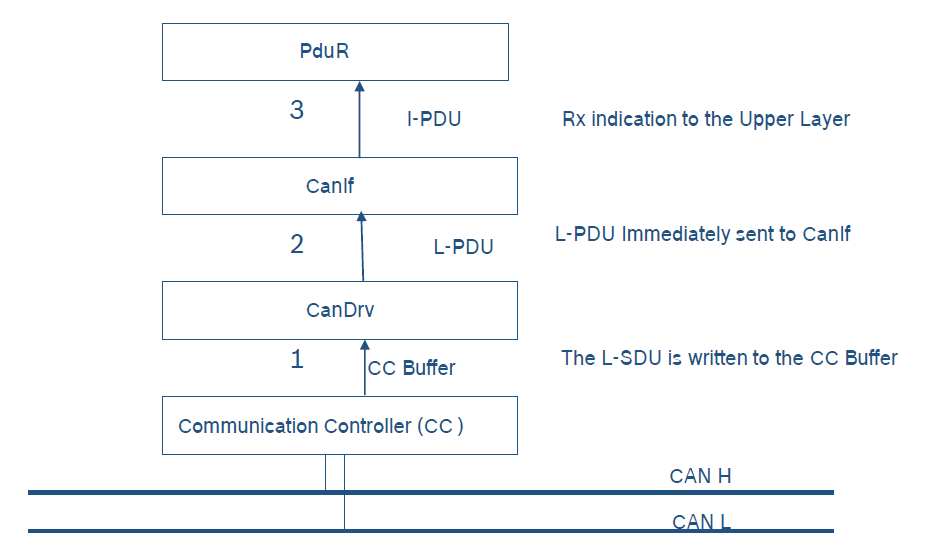 PduR
3
I-PDU
Rx indication to the Upper Layer
CanIf
2
L-PDU
L-PDU Immediately sent to CanIf
CanDrv
1
CC Buffer
The L-SDU is written to the CC Buffer
Communication Controller (CC )
CAN H
CAN L